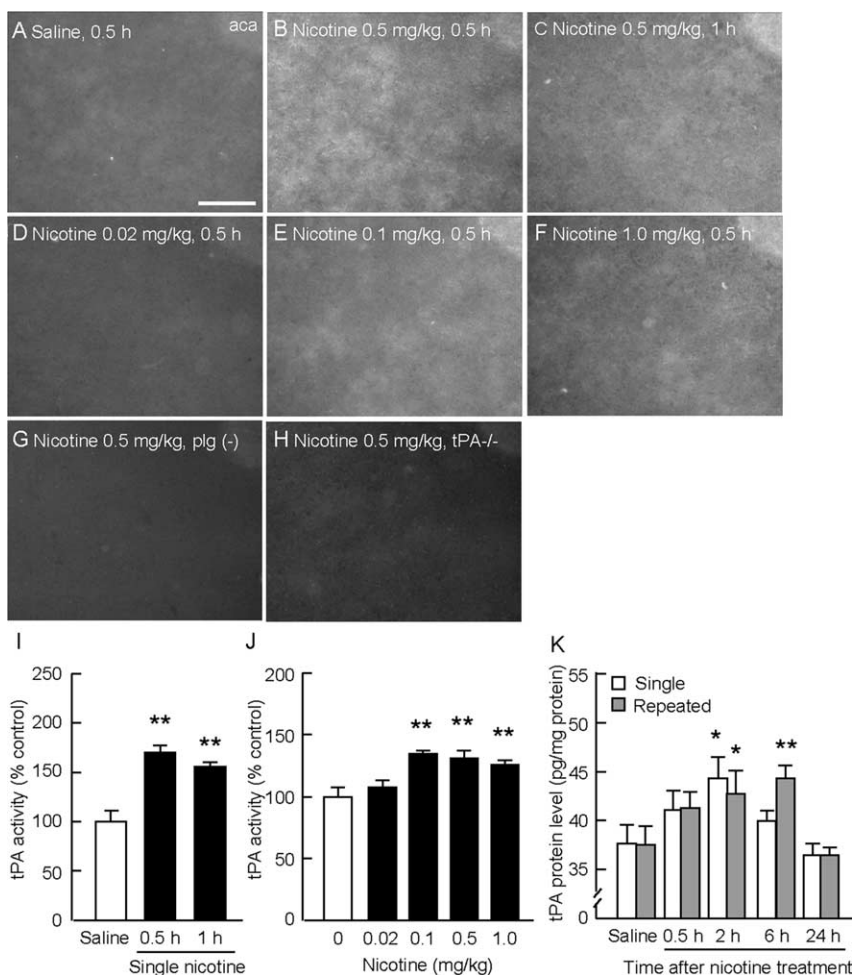 A Saline, 0.5 h
aca
B Nicotine 0.5 mg/kg, 0.5 h
C Nicotine 0.5 mg/kg, 1 h
D Nicotine 0.02 mg/kg, 0.5 h
E Nicotine 0.1 mg/kg, 0.5 h
F Nicotine 1.0 mg/kg, 0.5 h
G Nicotine 0.5 mg/kg, plg (-)
H Nicotine 0.5 mg/kg, tPA-/-
I
tPA activity (% control)
250
200
150
100
50
0
**
**
Saline
0.5 h
1 h
Single nicotine
J
tPA activity (% control)
200
150
100
50
0
**
**
**
0
0.02
0.1
0.5
1.0
Nicotine (mg/kg)
K
tPA protein level (pg/mg protein)
55
50
45
40
35
0
Single
Repeated
*
*
**
Saline
0.5 h
2 h
6 h
24 h
Time after nicotine treatment